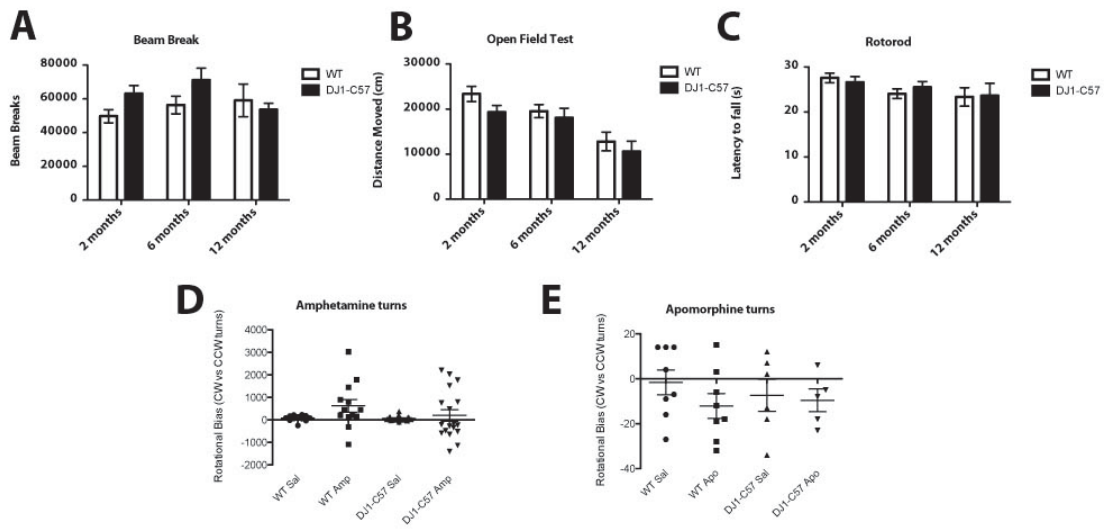 A
Beam Break
80000
60000
40000
20000
0
Beam Breaks
2 months
6 months
12 months
WT
DJ1-C57
B
Open Field Test
30000
20000
10000
0
Distance Moved (cm)
2 months
6 months
12 months
WT
DJ1-C57
C
Rotorod
30
20
10
0
Latency to fall (s)
2 months
6 months
12 months
WT
DJ1-C57
D
Amphetamine turns
4000
3000
2000
1000
0
-1000
-2000
Rotational Bias (CW vs CCW turns)
WT Sal
WT Amp
DJ1-C57 Sal
DJ1-C57 Amp
E
Apomorphine turns
20
0
-20
-40
Rotational Bias (CW vs CCW turns)
WT Sal
WT Apo
DJ1-C57 Sal
DJ1-C57 Apo